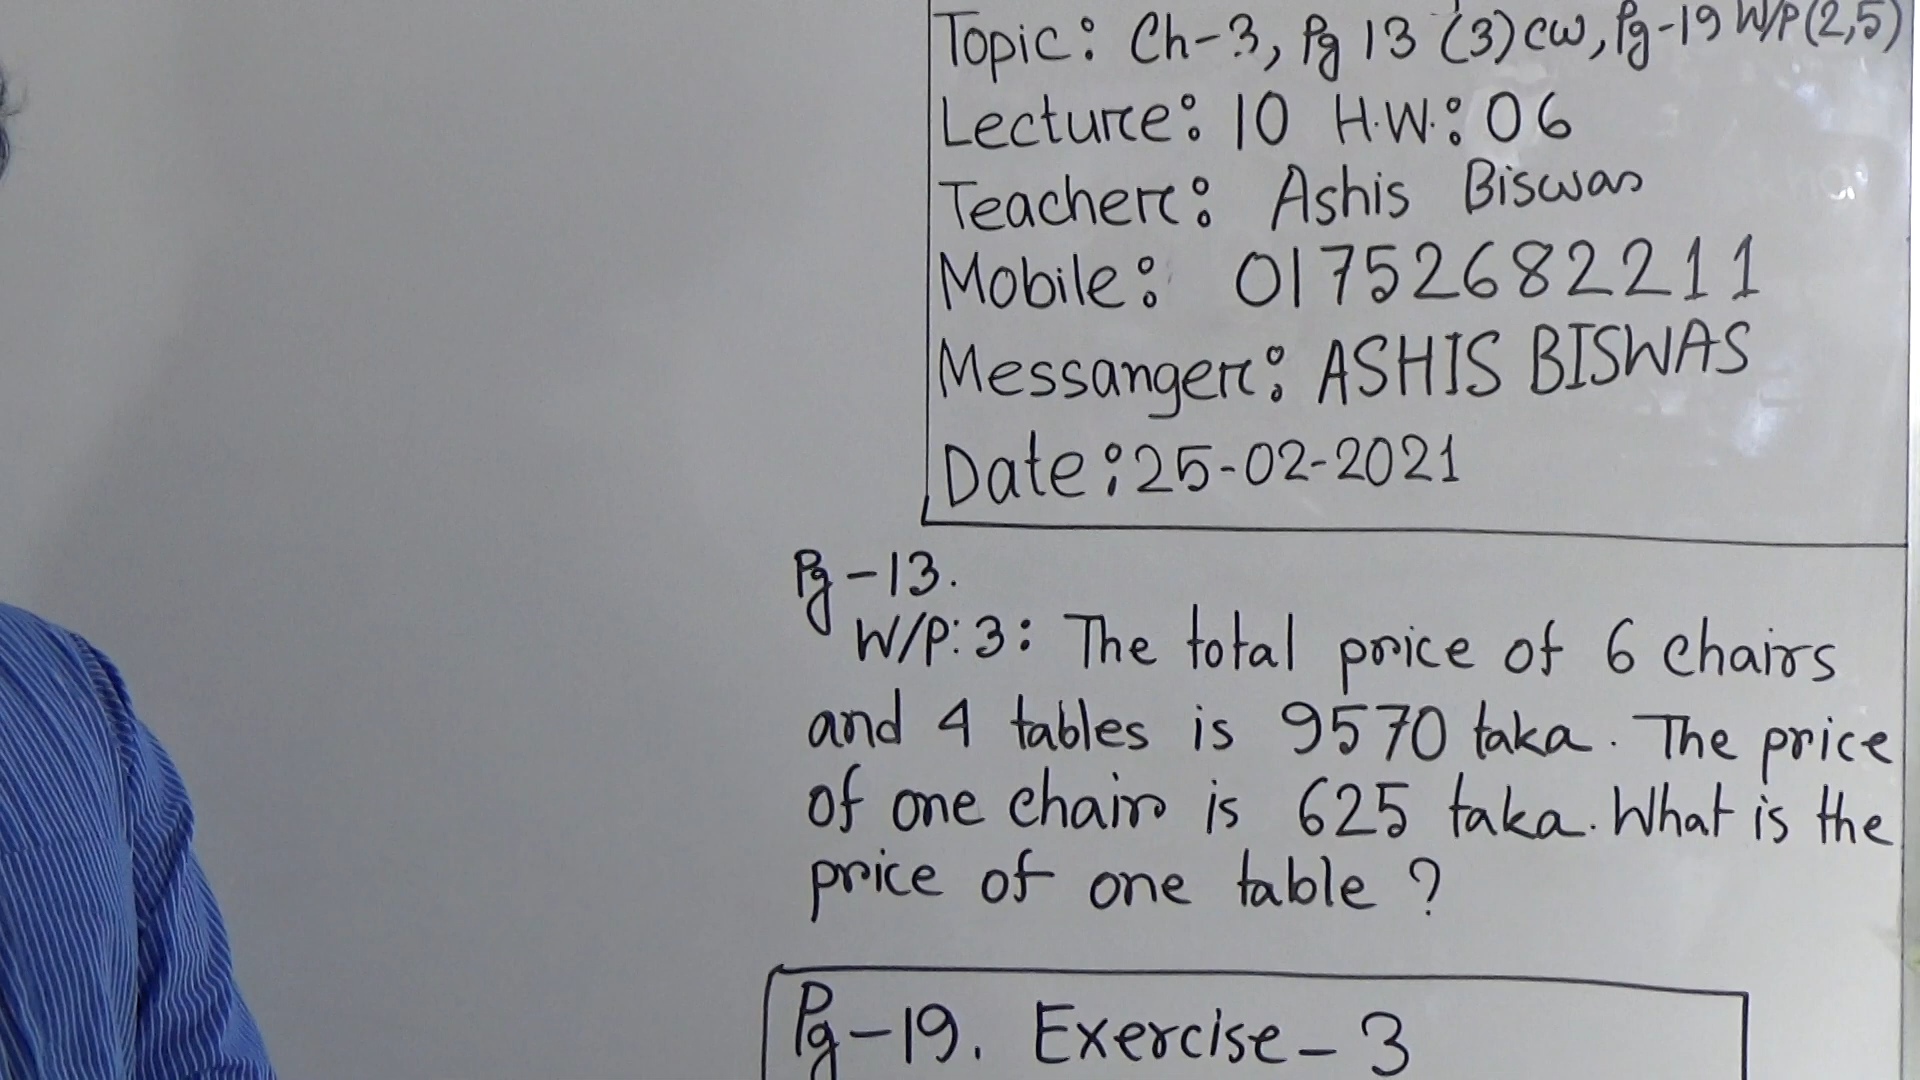 Topic: Ch-3, Pg 13 (3) cw, Pg-19 W/P(2,5)
Lecture: 10 H.W.: 06
Teacher: Ashis Biswas
Mobile: 01752682211
Messanger: ASHIS BISWAS
Date: 25-02-2021
Pg-13.
W/P: 3: The total price of 6 chairs
and 4 tables is 9570 taka. The price
of one chair is 625 taka. What is the
price of one table ?
Pg-19. Exercise-3